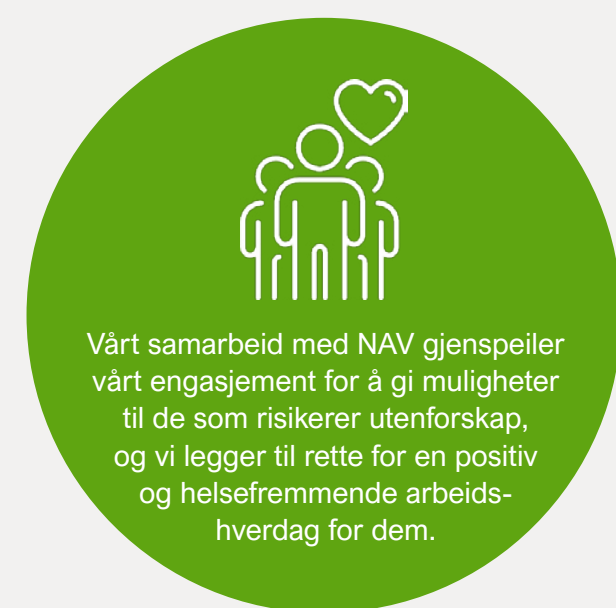 Vårt samarbeid med NAV gjenspeiler
vårt engasjement for å gi muligheter
til de som risikerer utenforskap,
og vi legger til rette for en positiv
og helsefremmende arbeids-
hverdag for dem.